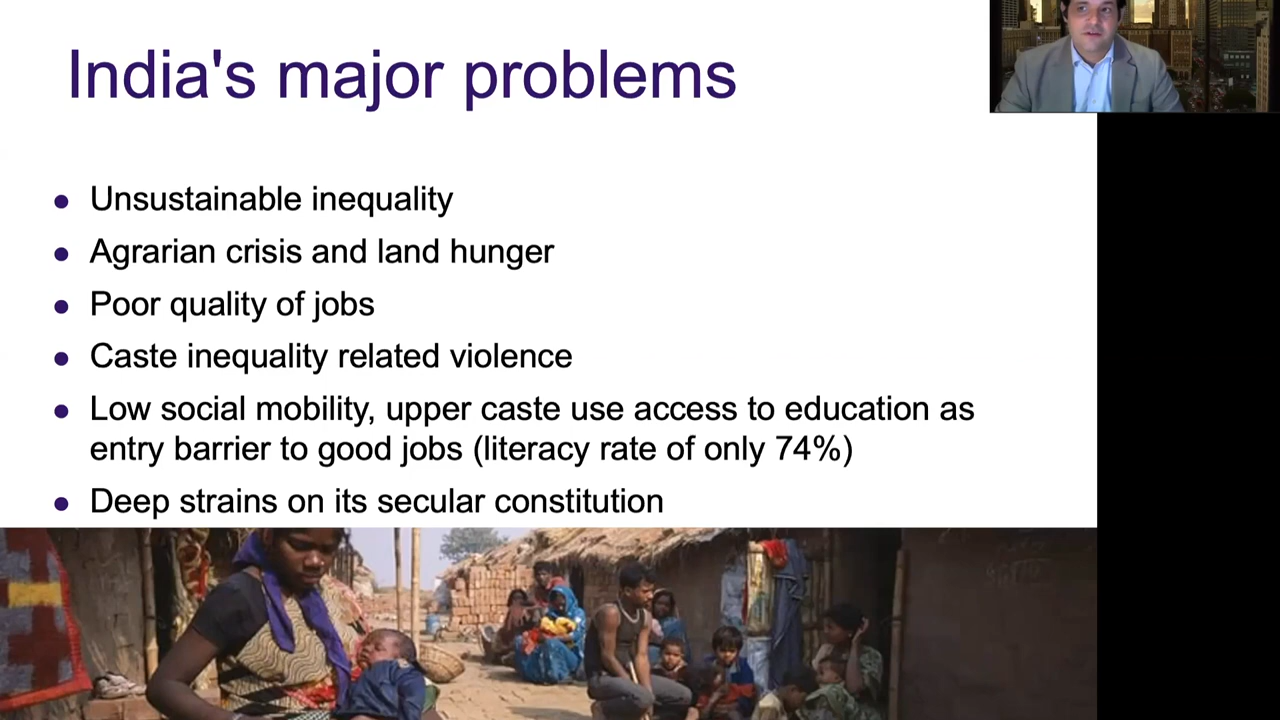 India's major problems
● Unsustainable inequality
● Agrarian crisis and land hunger
● Poor quality of jobs
● Caste inequality related violence
● Low social mobility, upper caste use access to education as
entry barrier to good jobs (literacy rate of only 74%)
● Deep strains on its secular constitution